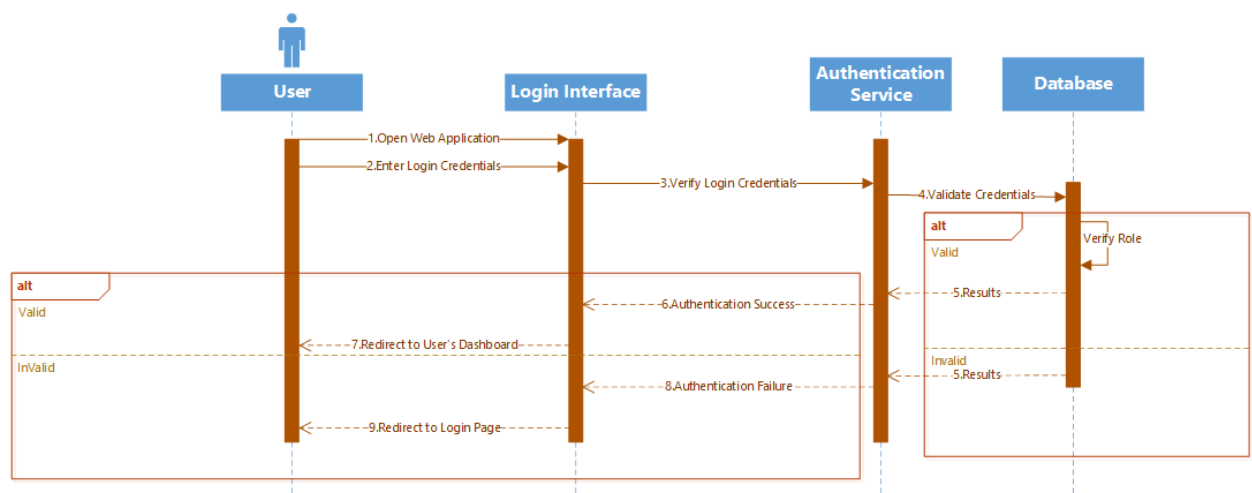 User
Login Interface
Authentication
Service
Database
1.Open Web Application
2.Enter Login Credentials
3.Verify Login Credentials
4.Validate Credentials
alt
Valid
Verify Role
alt
Valid
5.Results
6.Authentication Success
7.Redirect to User's Dashboard
InValid
Invalid
5.Results
8.Authentication Failure
9.Redirect to Login Page